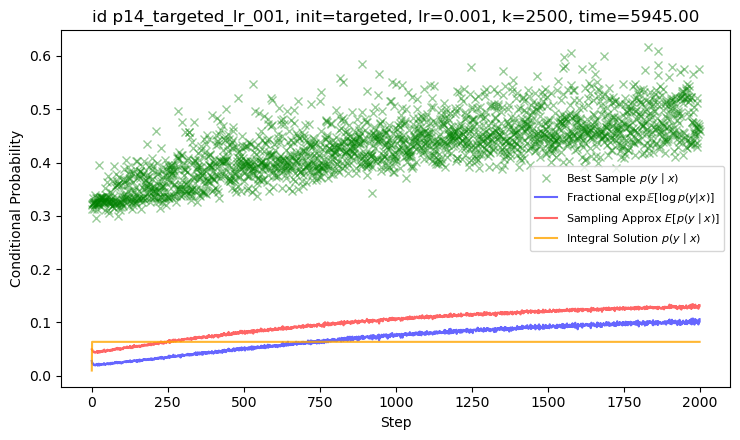 id p14_targeted_lr_001, init=targeted, lr=0.001, k=2500, time=5945.00
Conditional Probability
0.6
0.5
0.4
0.3
0.2
0.1
0.0
Best Sample p(y | x)
Fractional exp 𝔼[log p(y|x)]
Sampling Approx E[p(y | x)]
Integral Solution p(y | x)
0 250 500 750 1000 1250 1500 1750 2000
Step